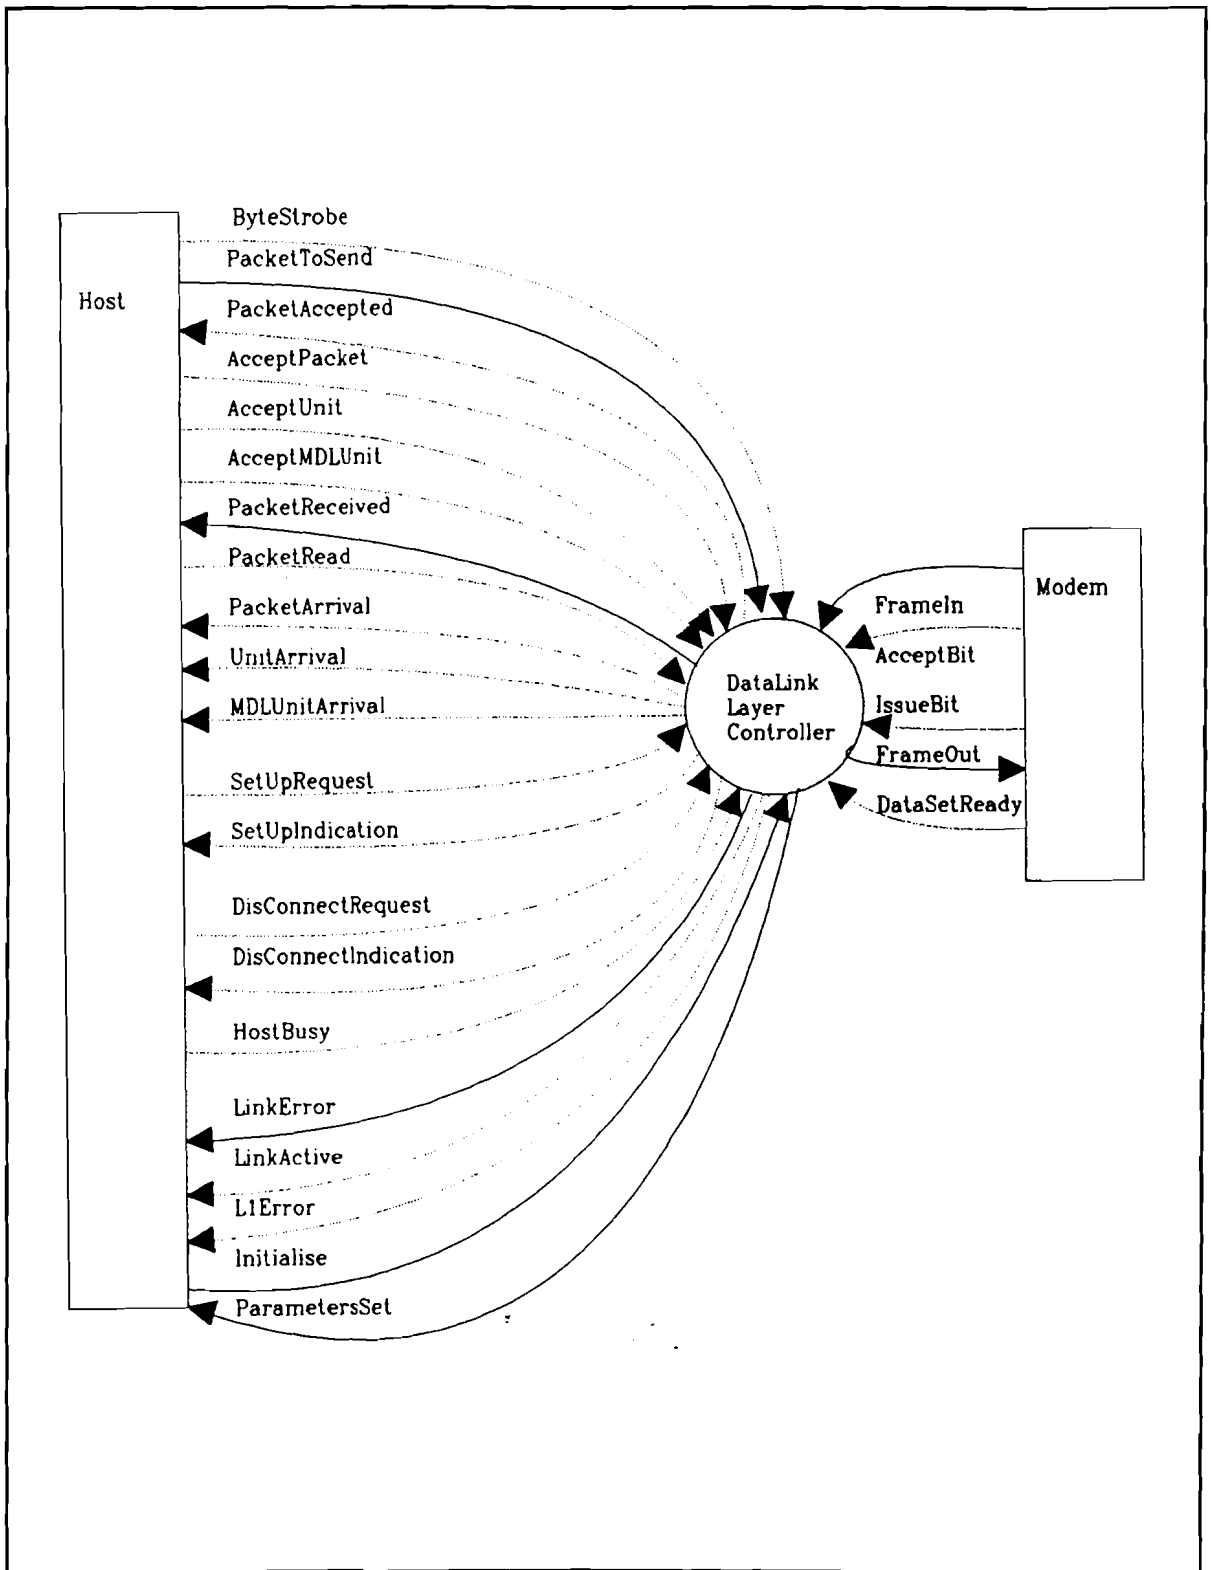 ByteStrobe
PacketToSend
Host
PacketAccepted
AcceptPacket
AcceptUnit
AcceptMDLUnit
PacketReceived
PacketRead
PacketArrival
UnitArrival
MDLUnitArrival
SetUpRequest
SetUpIndication
DisConnectRequest
DisConnectIndication
HostBusy
LinkError
LinkActive
L1Error
Initialise
ParametersSet
DataLink
Layer
Controller
FrameIn
AcceptBit
IssueBit
FrameOut
DataSetReady
Modem